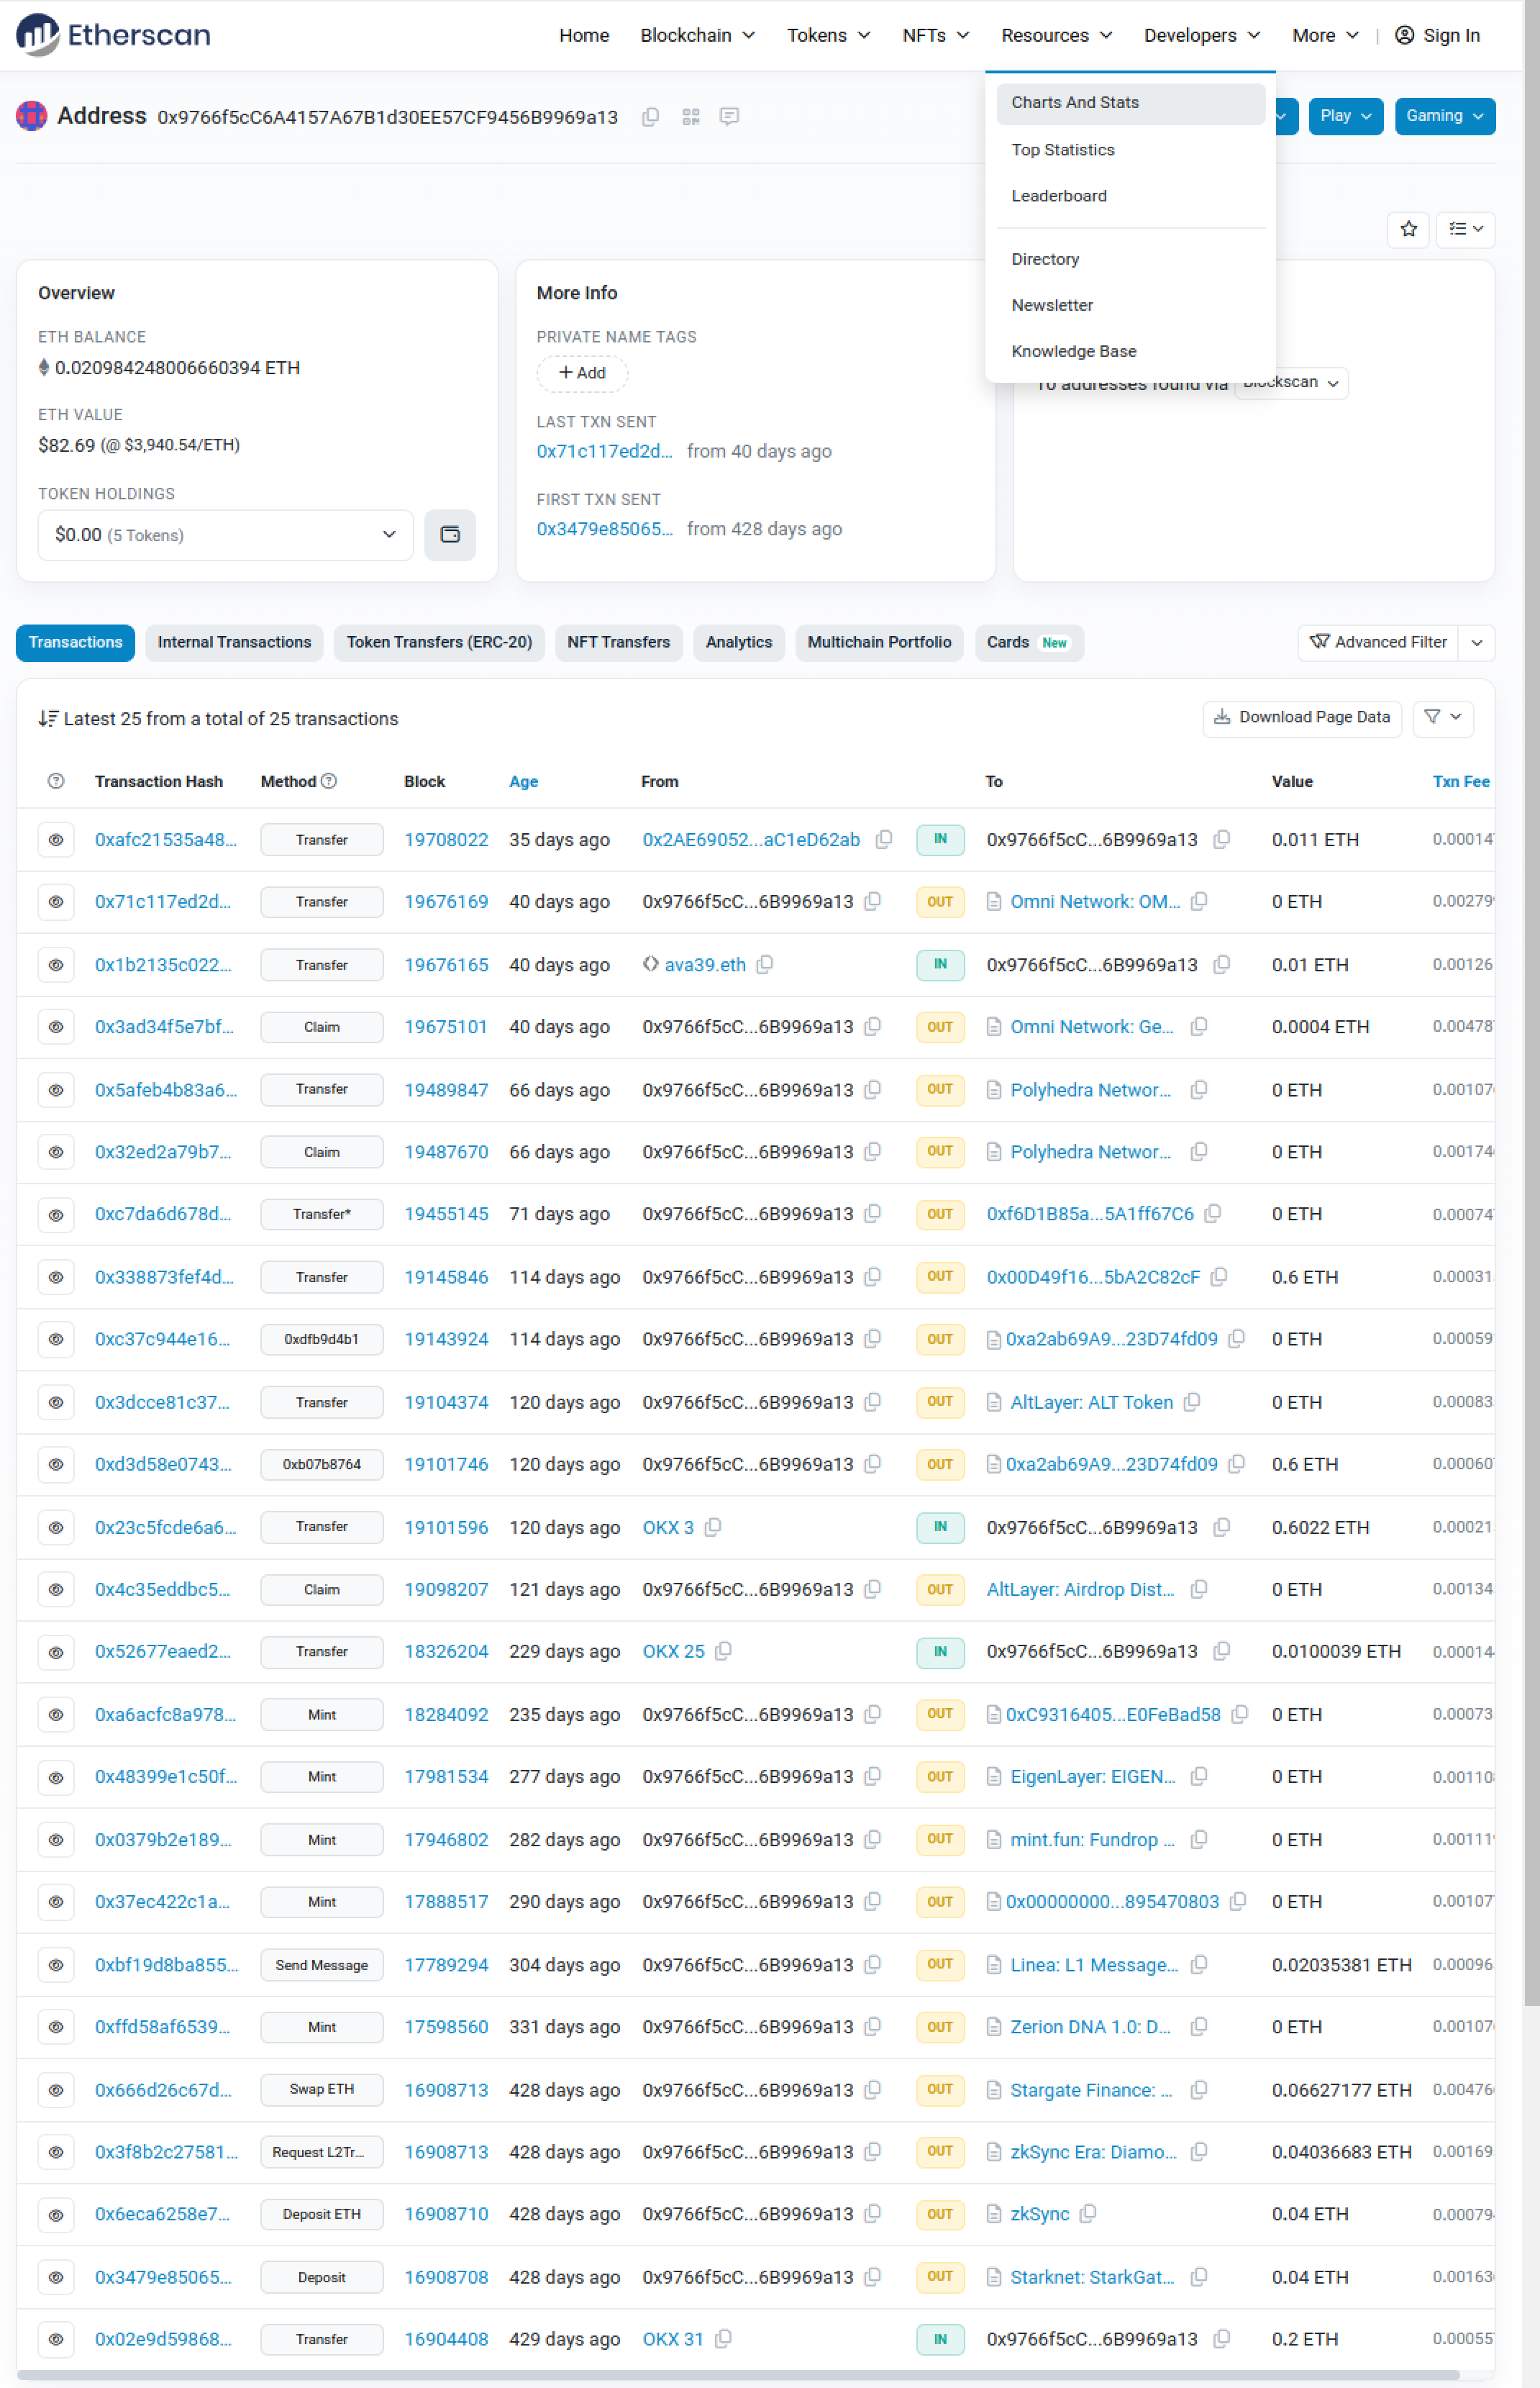 Etherscan
Home Blockchain Tokens NFTs Resources Developers More | Sign In
Address 0x9766f5cC6A4157A67B1d30EE57CF9456B9969a13
Play Gaming
Charts And Stats
Top Statistics
Leaderboard
Directory
Newsletter
Knowledge Base
Overview
ETH BALANCE
0.020984248006660394 ETH
ETH VALUE
$82.69 (@ $3,940.54/ETH)
TOKEN HOLDINGS
$0.00 (5 Tokens)
More Info
PRIVATE NAME TAGS
+ Add
LAST TXN SENT
0x71c117ed2d... from 40 days ago
FIRST TXN SENT
0x3479e85065... from 428 days ago
10 addresses found via Blockscan
Transactions Internal Transactions Token Transfers (ERC-20) NFT Transfers Analytics Multichain Portfolio Cards New Advanced Filter
Latest 25 from a total of 25 transactions Download Page Data
Transaction Hash Method Block Age From To Value Txn Fee
0xafc21535a48... Transfer 19708022 35 days ago 0x2AE69052...aC1eD62ab IN 0x9766f5cC...6B9969a13 0.011 ETH 0.00014
0x71c117ed2d... Transfer 19676169 40 days ago 0x9766f5cC...6B9969a13 OUT Omni Network: OM... 0 ETH 0.00279
0x1b2135c022... Transfer 19676165 40 days ago ava39.eth IN 0x9766f5cC...6B9969a13 0.01 ETH 0.00126
0x3ad34f5e7bf... Claim 19675101 40 days ago 0x9766f5cC...6B9969a13 OUT Omni Network: Ge... 0.0004 ETH 0.00478
0x5afeb4b83a6... Transfer 19489847 66 days ago 0x9766f5cC...6B9969a13 OUT Polyhedra Networ... 0 ETH 0.00107
0x32ed2a79b7... Claim 19487670 66 days ago 0x9766f5cC...6B9969a13 OUT Polyhedra Networ... 0 ETH 0.00174
0xc7da6d678d... Transfer* 19455145 71 days ago 0x9766f5cC...6B9969a13 OUT 0xf6D1B85a...5A1ff67C6 0 ETH 0.00074
0x338873fef4d... Transfer 19145846 114 days ago 0x9766f5cC...6B9969a13 OUT 0x00D49f16...5bA2C82cF 0.6 ETH 0.00031
0xc37c944e16... 0xdfb9d4b1 19143924 114 days ago 0x9766f5cC...6B9969a13 OUT 0xa2ab69A9...23D74fd09 0 ETH 0.00059
0x3dcce81c37... Transfer 19104374 120 days ago 0x9766f5cC...6B9969a13 OUT AltLayer: ALT Token 0 ETH 0.00083
0xd3d58e0743... 0xb07b8764 19101746 120 days ago 0x9766f5cC...6B9969a13 OUT 0xa2ab69A9...23D74fd09 0.6 ETH 0.00060
0x23c5fcde6a6... Transfer 19101596 120 days ago OKX 3 IN 0x9766f5cC...6B9969a13 0.6022 ETH 0.00021
0x4c35eddbc5... Claim 19098207 121 days ago 0x9766f5cC...6B9969a13 OUT AltLayer: Airdrop Dist... 0 ETH 0.00134
0x52677eaed2... Transfer 18326204 229 days ago OKX 25 IN 0x9766f5cC...6B9969a13 0.0100039 ETH 0.00014
0xa6acfc8a978... Mint 18284092 235 days ago 0x9766f5cC...6B9969a13 OUT 0xC9316405...E0FeBad58 0 ETH 0.00073
0x48399e1c50f... Mint 17981534 277 days ago 0x9766f5cC...6B9969a13 OUT EigenLayer: EIGEN... 0 ETH 0.00110
0x0379b2e189... Mint 17946802 282 days ago 0x9766f5cC...6B9969a13 OUT mint.fun: Fundrop ... 0 ETH 0.00111
0x37ec422c1a... Mint 17888517 290 days ago 0x9766f5cC...6B9969a13 OUT 0x00000000...895470803 0 ETH 0.00107
0xbf19d8ba855... Send Message 17789294 304 days ago 0x9766f5cC...6B9969a13 OUT Linea: L1 Message... 0.02035381 ETH 0.00096
0xffd58af6539... Mint 17598560 331 days ago 0x9766f5cC...6B9969a13 OUT Zerion DNA 1.0: D... 0 ETH 0.00107
0x666d26c67d... Swap ETH 16908713 428 days ago 0x9766f5cC...6B9969a13 OUT Stargate Finance: ... 0.06627177 ETH 0.00476
0x3f8b2c27581... Request L2Tr... 16908713 428 days ago 0x9766f5cC...6B9969a13 OUT zkSync Era: Diamo... 0.04036683 ETH 0.00169
0x6eca6258e7... Deposit ETH 16908710 428 days ago 0x9766f5cC...6B9969a13 OUT zkSync 0.04 ETH 0.00079
0x3479e85065... Deposit 16908708 428 days ago 0x9766f5cC...6B9969a13 OUT Starknet: StarkGat... 0.04 ETH 0.00163
0x02e9d59868... Transfer 16904408 429 days ago OKX 31 IN 0x9766f5cC...6B9969a13 0.2 ETH 0.00055